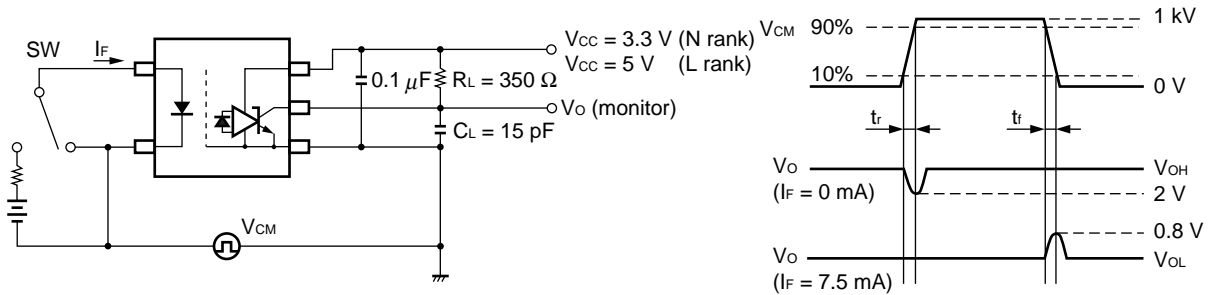 SW
IF
VCC = 3.3 V (N rank)
VCC = 5 V (L rank)
0.1 μF
RL = 350 Ω
VO (monitor)
CL = 15 pF
VCM
VCM
90%
10%
1 kV
0 V
tr
tf
VO
(IF = 0 mA)
VOH
2 V
0.8 V
VO
(IF = 7.5 mA)
VOL